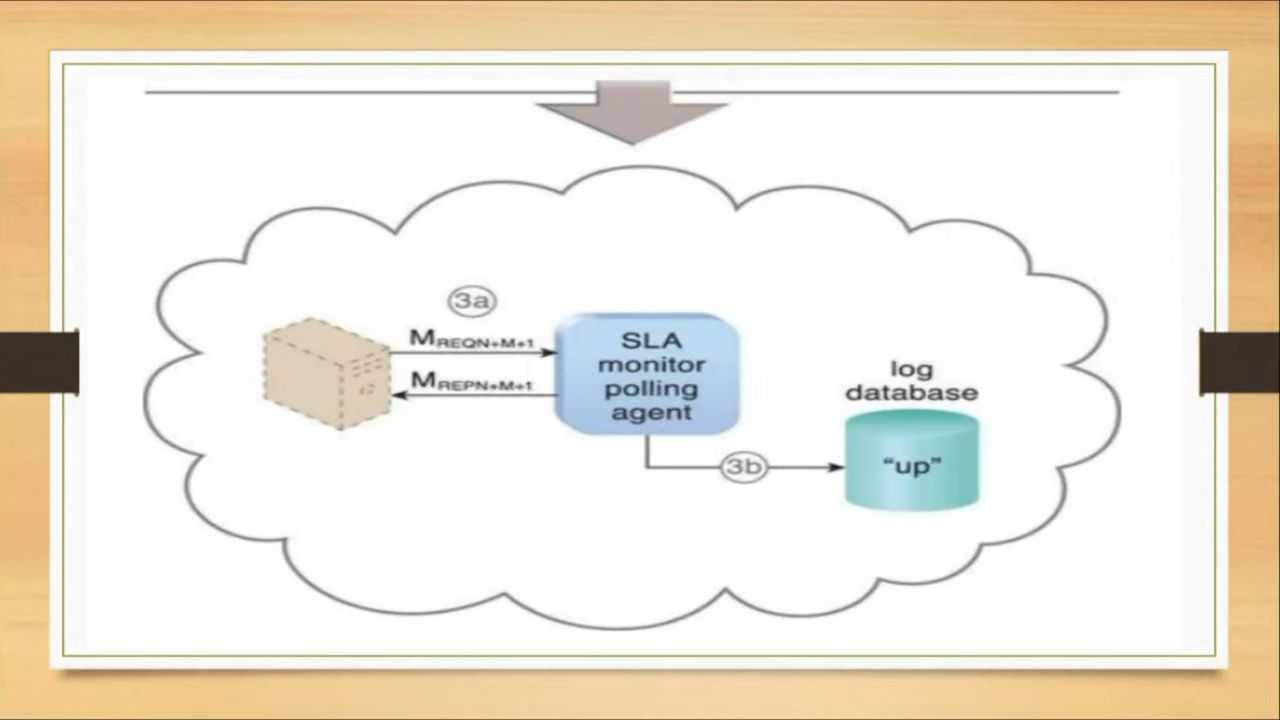 3a
MREQN+M+1
MREPN+M+1
SLA
monitor
polling
agent
log
database
"up"
3b